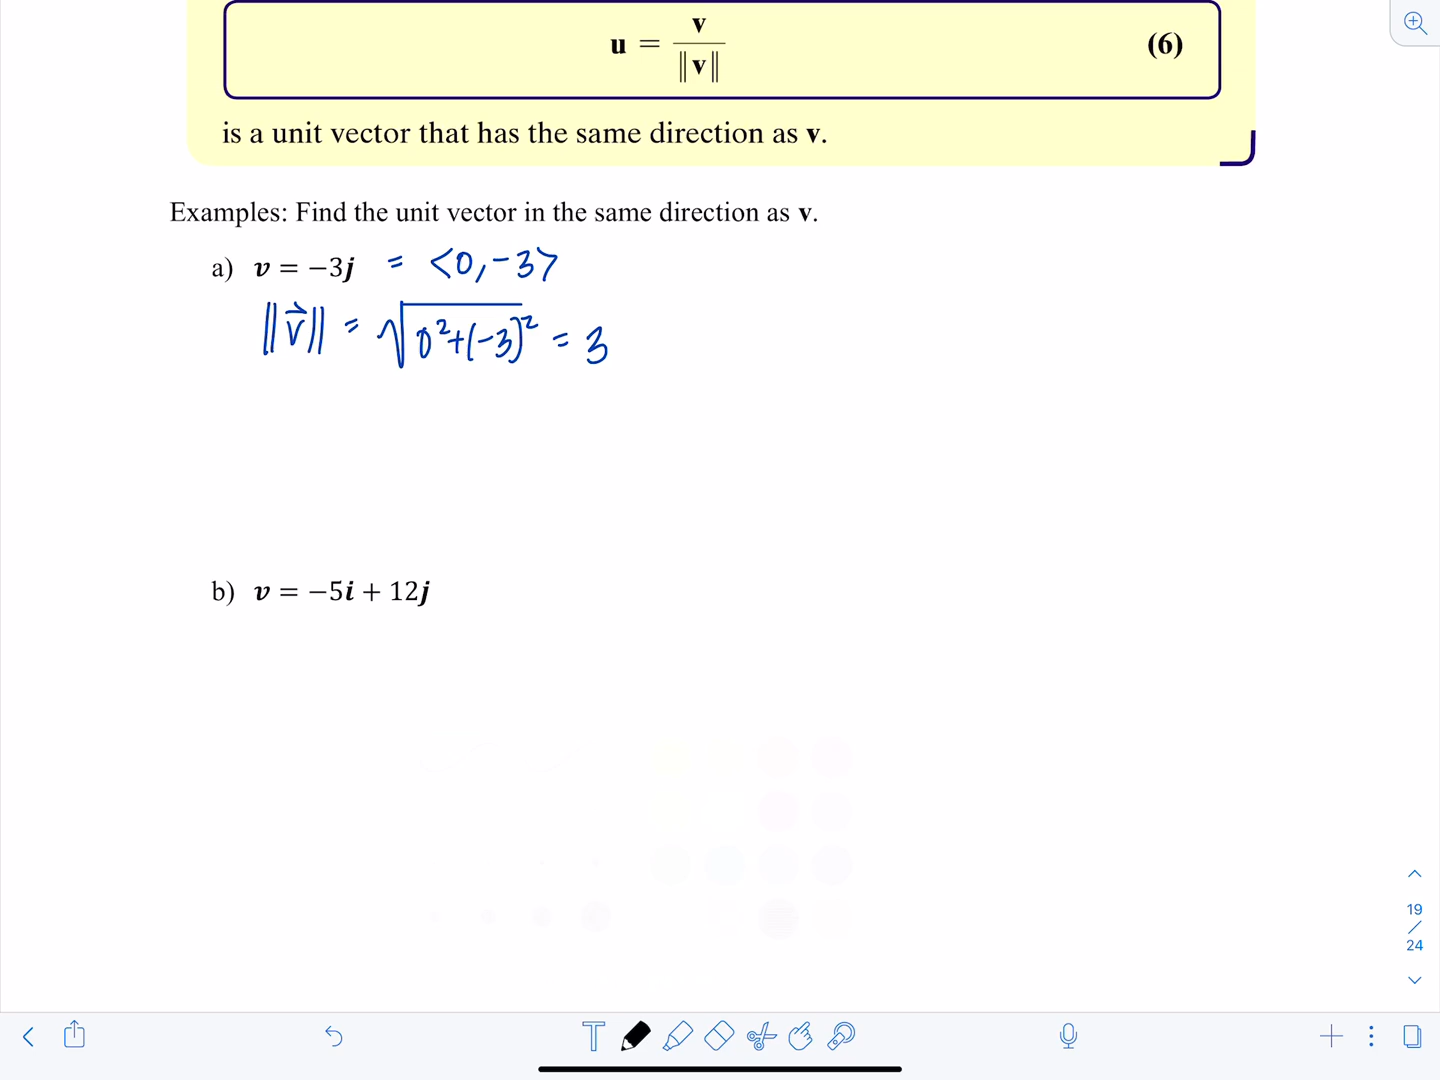 u = v / ‖v‖ (6)
is a unit vector that has the same direction as v.
Examples: Find the unit vector in the same direction as v.
a) v = −3j = <0, -3>
‖v⃗‖ = √(0² + (-3)²) = 3
b) v = −5i + 12j
19
/
24
T